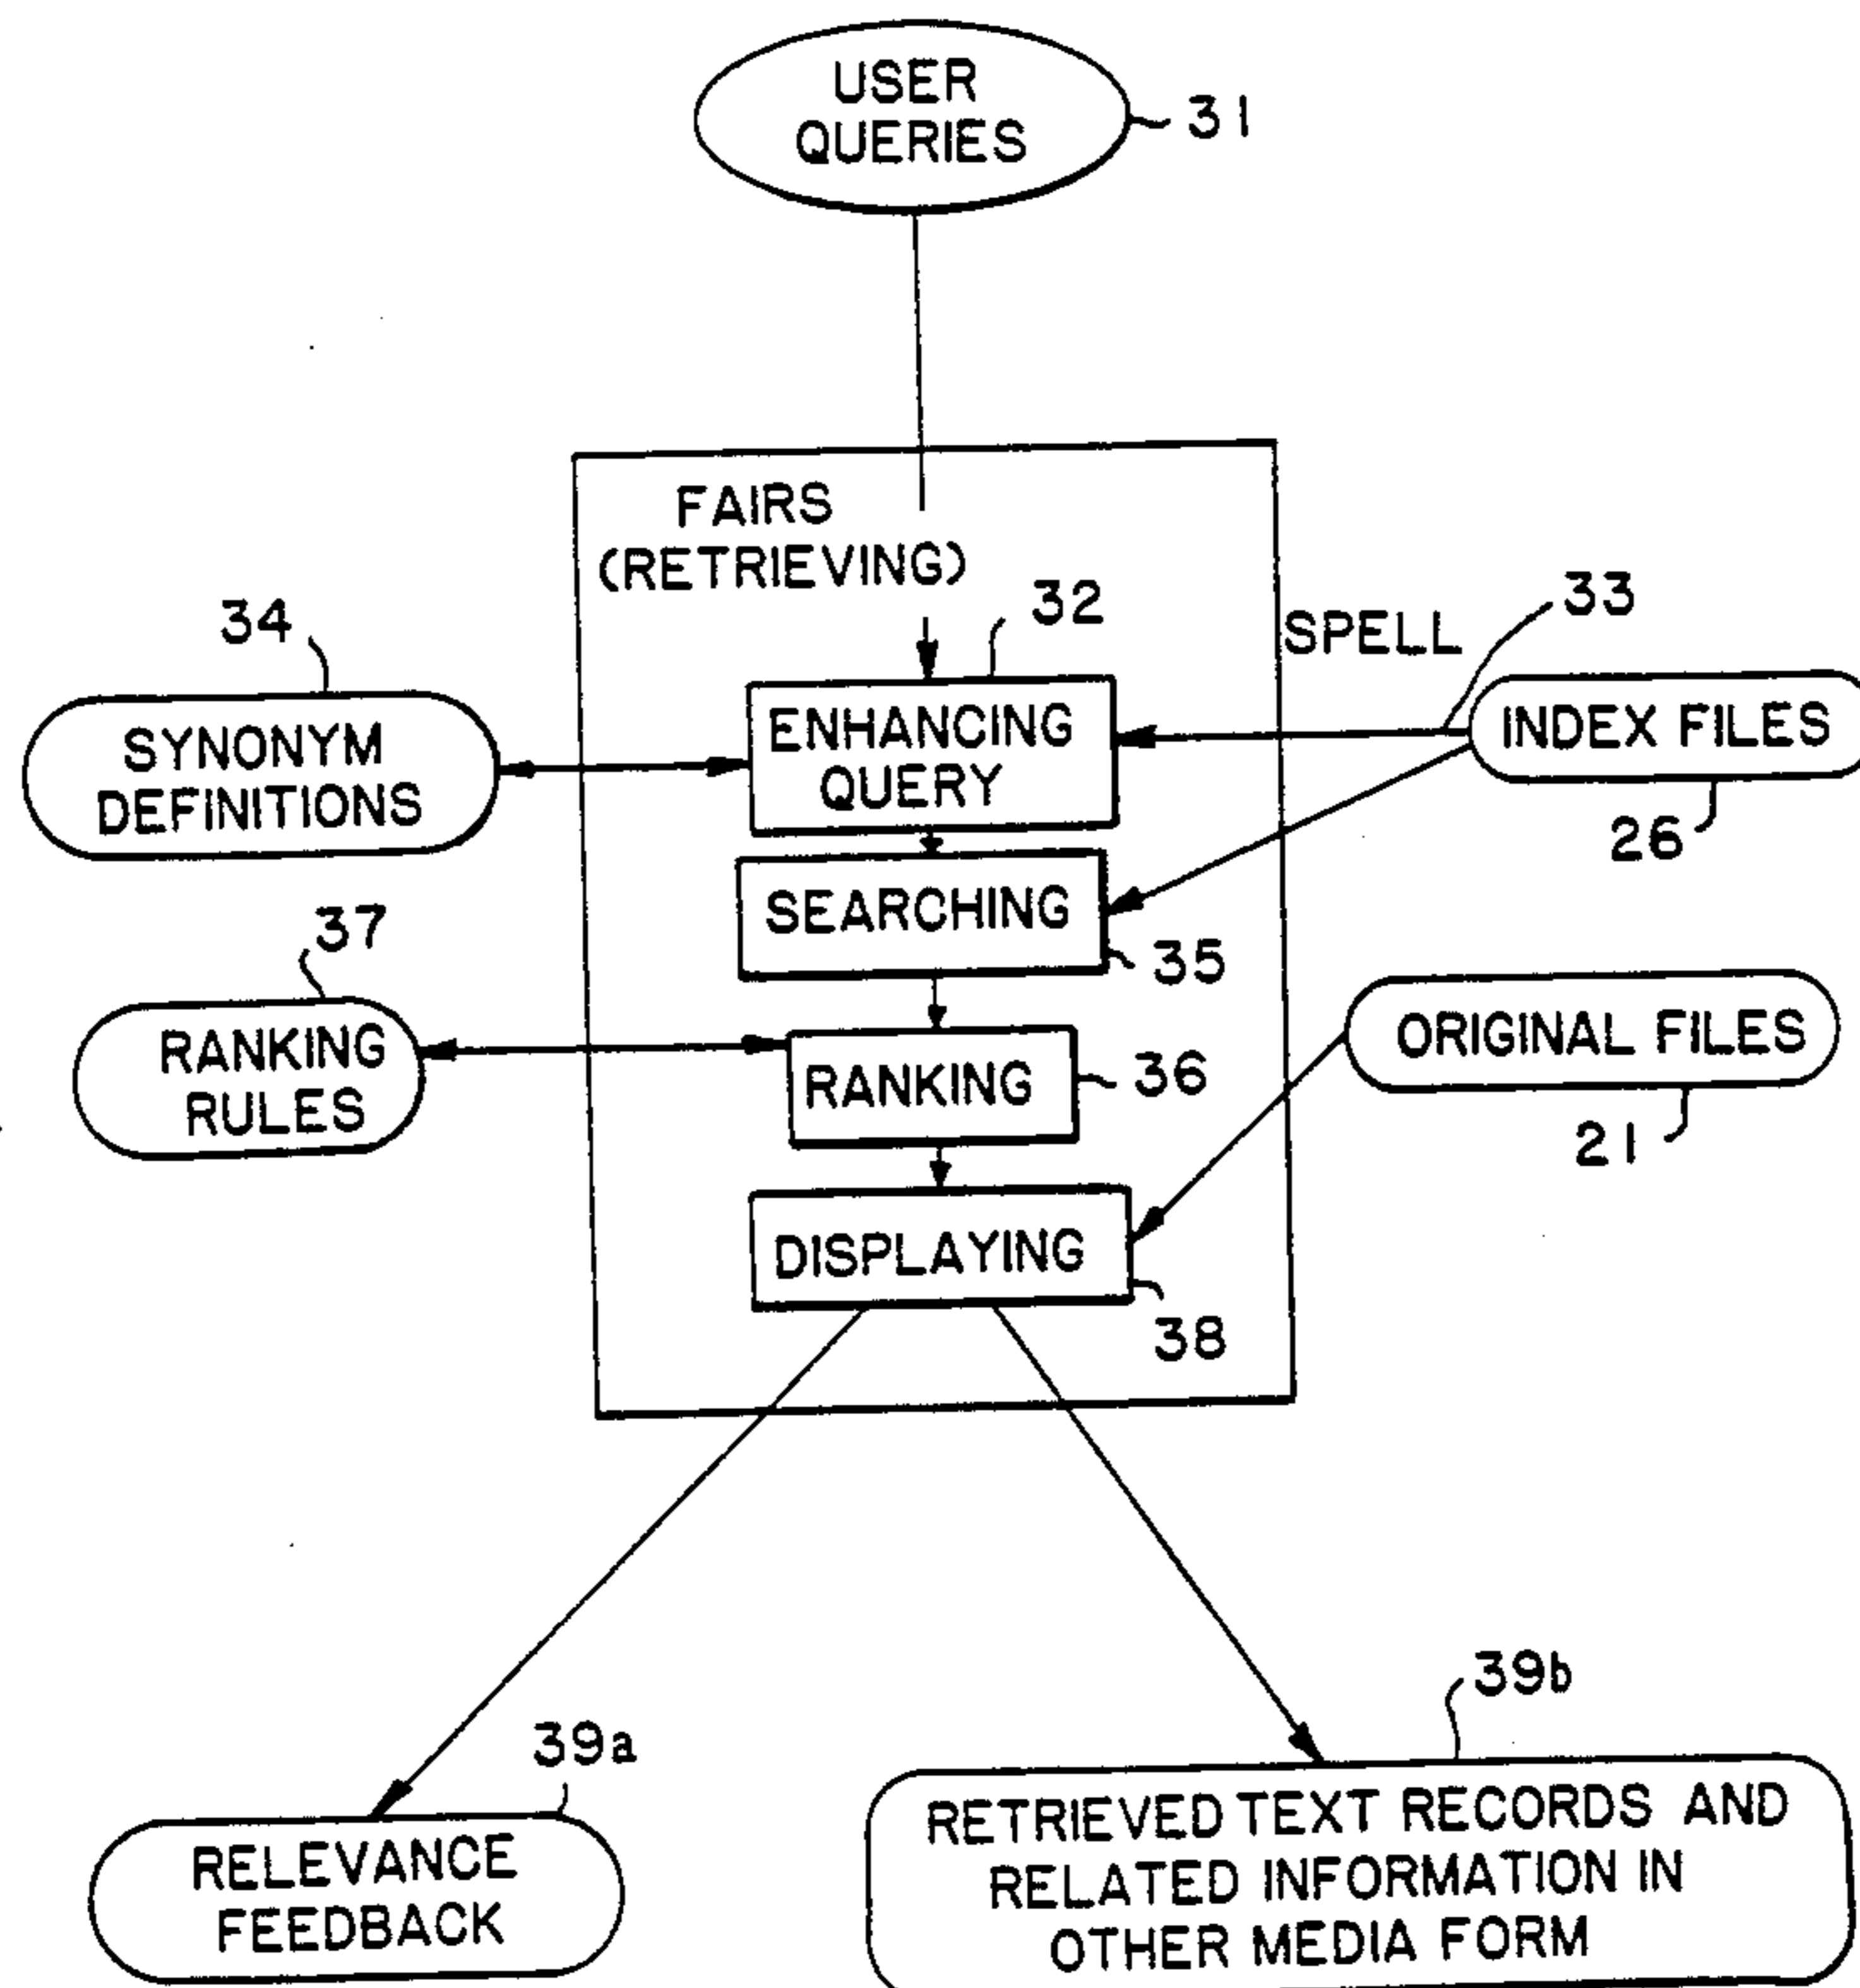 USER
QUERIES
31
FAIRS
(RETRIEVING)
32
SPELL
33
34
SYNONYM
DEFINITIONS
ENHANCING
QUERY
INDEX FILES
26
SEARCHING
35
37
RANKING
RULES
RANKING
36
ORIGINAL FILES
21
DISPLAYING
38
39a
RELEVANCE
FEEDBACK
39b
RETRIEVED TEXT RECORDS AND
RELATED INFORMATION IN
OTHER MEDIA FORM